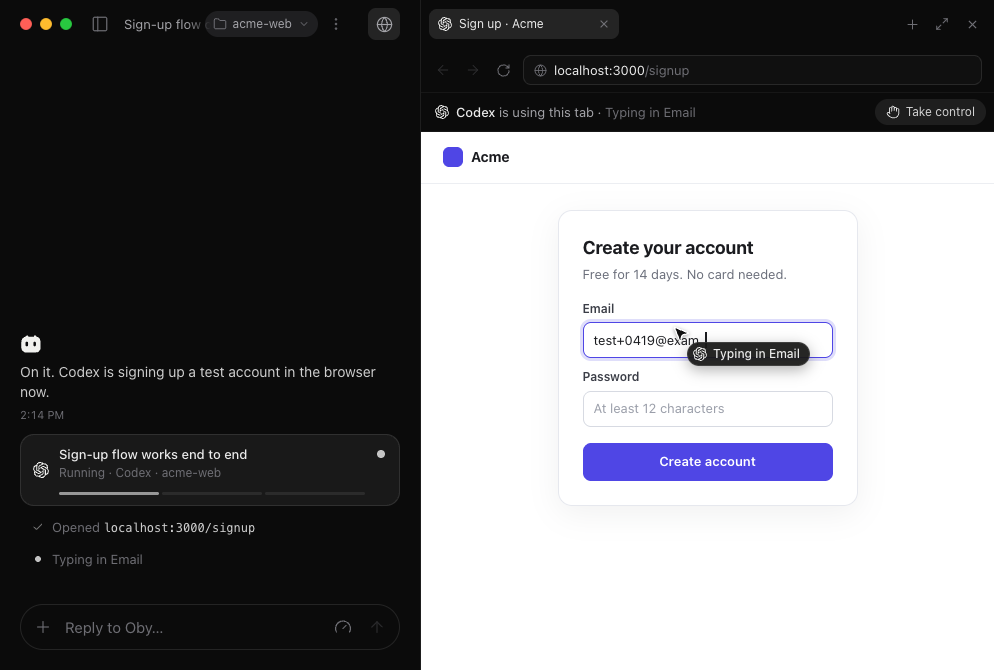 Sign-up flow
acme-web
Sign up · Acme
localhost:3000/signup
Codex is using this tab · Typing in Email
Take control
Acme
Create your account
Free for 14 days. No card needed.
Email
test+0419@exam
Typing in Email
Password
At least 12 characters
Create account
On it. Codex is signing up a test account in the browser
now.
2:14 PM
Sign-up flow works end to end
Running · Codex · acme-web
Opened localhost:3000/signup
Typing in Email
Reply to Oby...